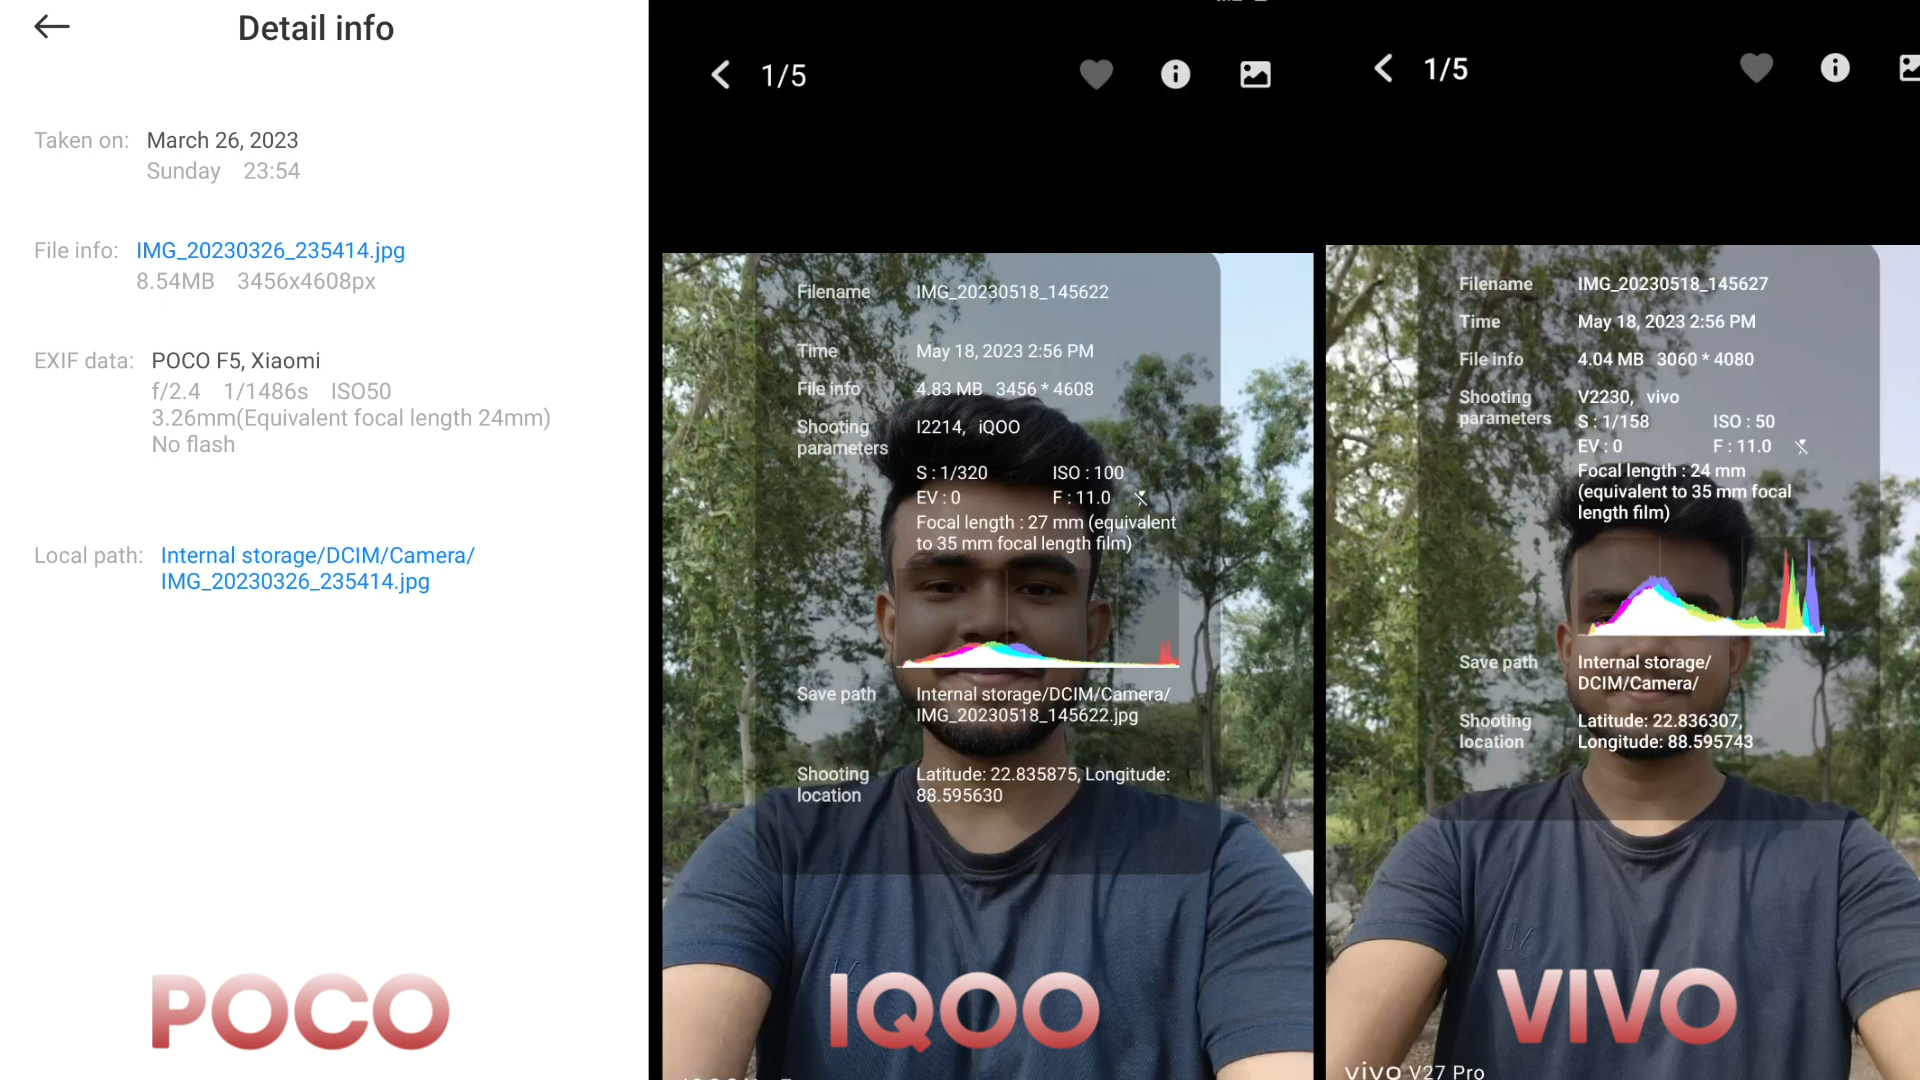 Detail info
Taken on: March 26, 2023
Sunday 23:54
File info: IMG_20230326_235414.jpg
8.54MB 3456x4608px
EXIF data: POCO F5, Xiaomi
f/2.4 1/1486s ISO50
3.26mm(Equivalent focal length 24mm)
No flash
Local path: Internal storage/DCIM/Camera/
IMG_20230326_235414.jpg
POCO
1/5
Filename IMG_20230518_145622
Time May 18, 2023 2:56 PM
File info 4.83 MB 3456 * 4608
Shooting I2214, iQOO
parameters
S : 1/320 ISO : 100
EV : 0 F : 11.0
Focal length : 27 mm (equivalent
to 35 mm focal length film)
Save path Internal storage/DCIM/Camera/
IMG_20230518_145622.jpg
Shooting Latitude: 22.835875, Longitude:
location 88.595630
IQOO
1/5
Filename IMG_20230518_145627
Time May 18, 2023 2:56 PM
File info 4.04 MB 3060 * 4080
Shooting V2230, vivo
parameters S : 1/158 ISO : 50
EV : 0 F : 11.0
Focal length : 24 mm
(equivalent to 35 mm focal
length film)
Save path Internal storage/
DCIM/Camera/
Shooting Latitude: 22.836307,
location Longitude: 88.595743
VIVO
vivo V27 Pro